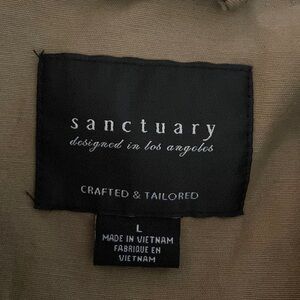 sanctuary
designed in los angeles
CRAFTED & TAILORED
L
MADE IN VIETNAM
FABRIQUE EN
VIETNAM